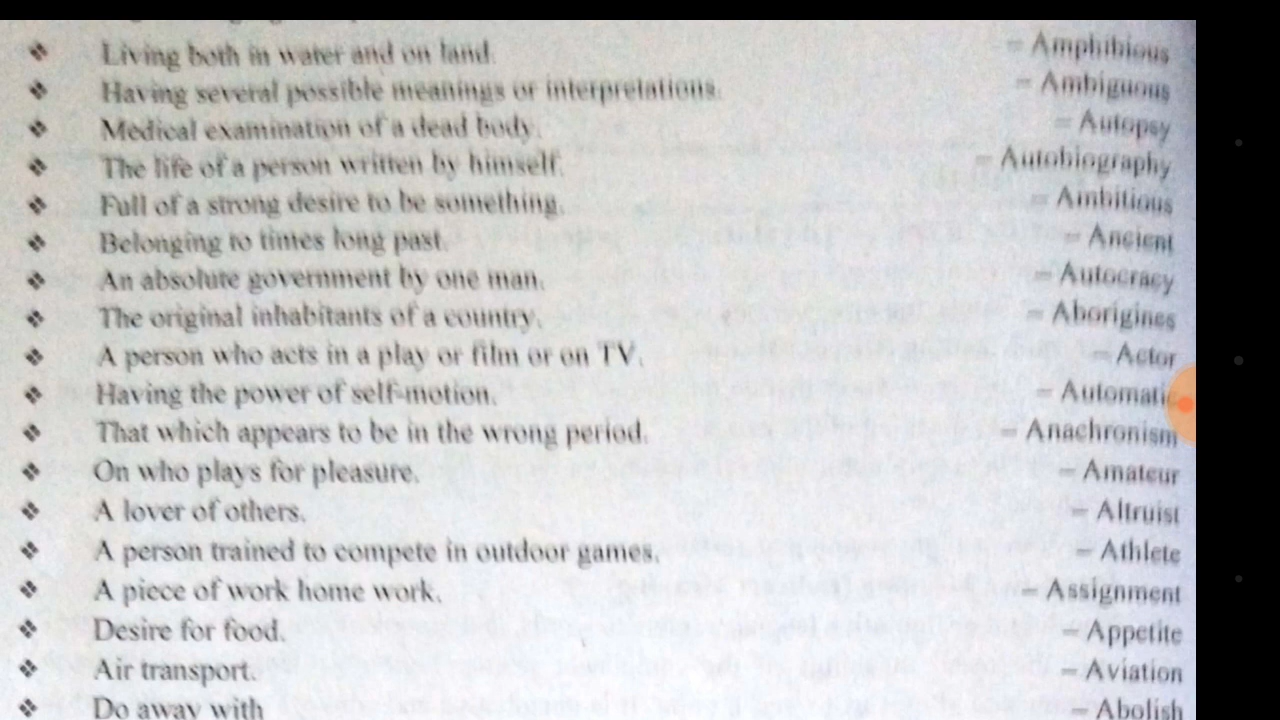 Living both in water and on land. = Amphibious
Having several possible meanings or interpretations. = Ambiguous
Medical examination of a dead body. = Autopsy
The life of a person written by himself. = Autobiography
Full of a strong desire to be something. = Ambitious
Belonging to times long past. = Ancient
An absolute government by one man. = Autocracy
The original inhabitants of a country. = Aborigines
A person who acts in a play or film or on TV. = Actor
Having the power of self-motion. = Automatic
That which appears to be in the wrong period. = Anachronism
On who plays for pleasure. = Amateur
A lover of others. = Altruist
A person trained to compete in outdoor games. = Athlete
A piece of work home work. = Assignment
Desire for food. = Appetite
Air transport. = Aviation
Do away with = Abolish